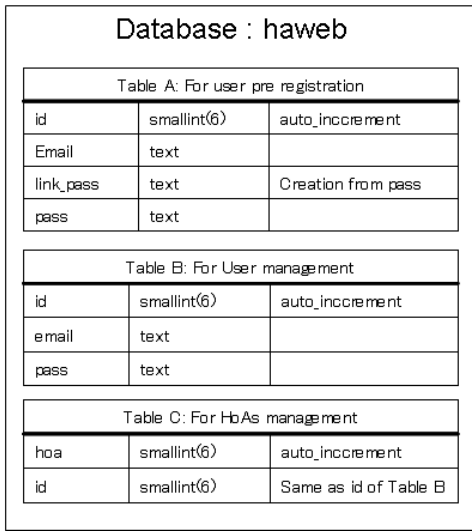 Database : haweb
Table A: For user pre registration
id smallint(6) auto_inccrement
Email text
link_pass text Creation from pass
pass text
Table B: For User management
id smallint(6) auto_inccrement
email text
pass text
Table C: For HoAs management
hoa smallint(6) auto_inccrement
id smallint(6) Same as id of Table B